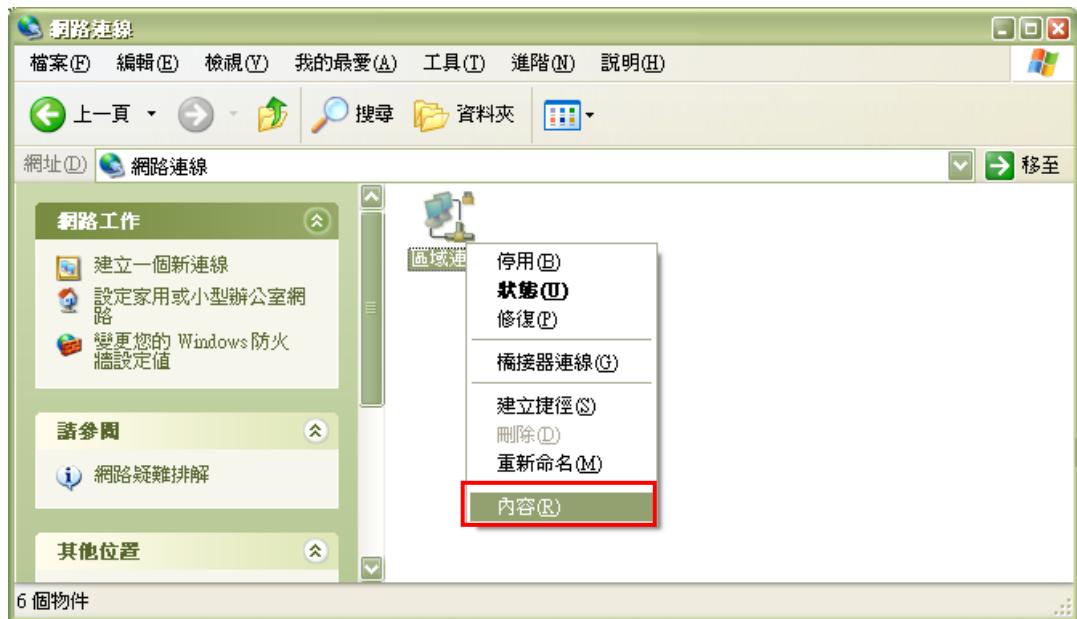 網路連線
檔案(F) 編輯(E) 檢視(V) 我的最愛(A) 工具(T) 進階(N) 說明(H)
上一頁 搜尋 資料夾
網址(D) 網路連線 移至
網路工作
建立一個新連線
設定家用或小型辦公室網
路
變更您的 Windows 防火
牆設定值
請參閱
網路疑難排解
其他位置
區域連
停用(B)
狀態(U)
修復(P)
橋接器連線(G)
建立捷徑(S)
刪除(D)
重新命名(M)
內容(R)
6 個物件